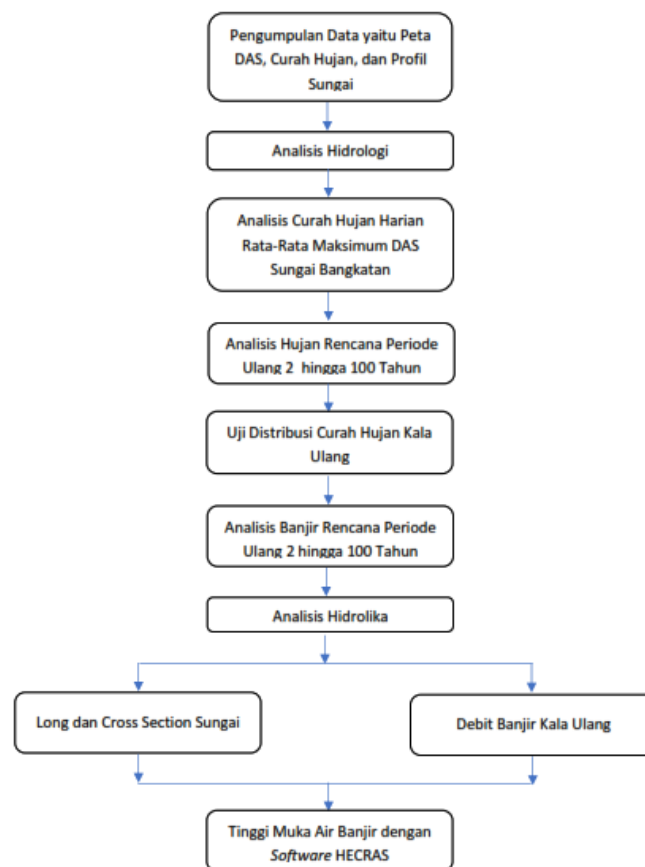 Pengumpulan Data yaitu Peta
DAS, Curah Hujan, dan Profil
Sungai
Analisis Hidrologi
Analisis Curah Hujan Harian
Rata-Rata Maksimum DAS
Sungai Bangkatan
Analisis Hujan Rencana Periode
Ulang 2 hingga 100 Tahun
Uji Distribusi Curah Hujan Kala
Ulang
Analisis Banjir Rencana Periode
Ulang 2 hingga 100 Tahun
Analisis Hidrolika
Long dan Cross Section Sungai
Debit Banjir Kala Ulang
Tinggi Muka Air Banjir dengan
Software HECRAS